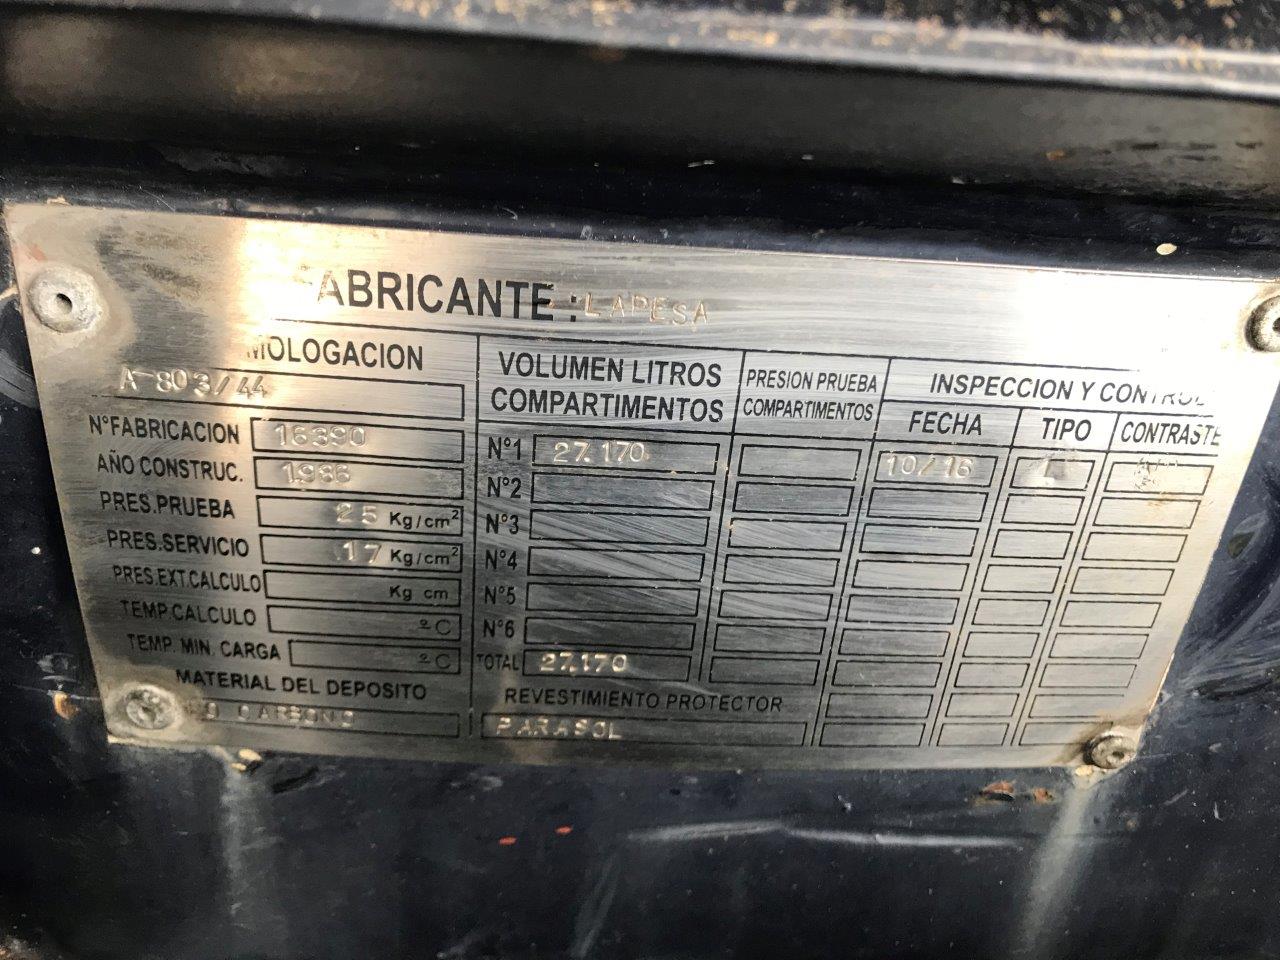 FABRICANTE : LAPESA
MOLOGACION
A-803/44
NºFABRICACION 16390
AÑO CONSTRUC. 1986
PRES.PRUEBA 25 Kg/cm²
PRES.SERVICIO 17 Kg/cm²
PRES.EXT.CALCULO Kg cm
TEMP.CALCULO ºC
TEMP. MIN. CARGA ºC
MATERIAL DEL DEPOSITO
CARBONO
VOLUMEN LITROS
COMPARTIMENTOS
Nº1 27.170
Nº2
Nº3
Nº4
Nº5
Nº6
TOTAL 27.170
REVESTIMIENTO PROTECTOR
PARASOL
PRESION PRUEBA
COMPARTIMENTOS
INSPECCION Y CONTROL
FECHA TIPO CONTRASTE
10/16 L